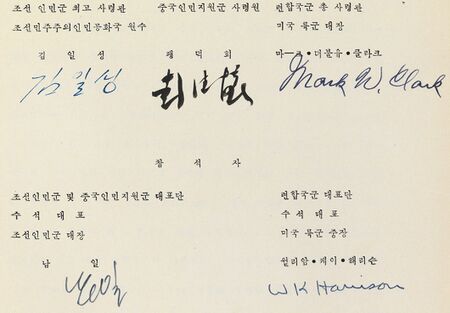 조선 인민군 최고 사령관 중국인민지원군 사령원 련합국군 총 사령관
조선민주주의인민공화국 원수 미국 륙군 대장
김 일 성 팽 덕 회 마—크・더불유・클라크
김일성 彭德懷 Mark W. Clark
참 석 자
조선인민군 및 중국인민지원군 대표단 련합국군 대표단
수 석 대 표 수 석 대 표
조선인민군 대장 미국 륙군 중장
남 일 윌리암・케이・해리슨
남일 WK Harrison